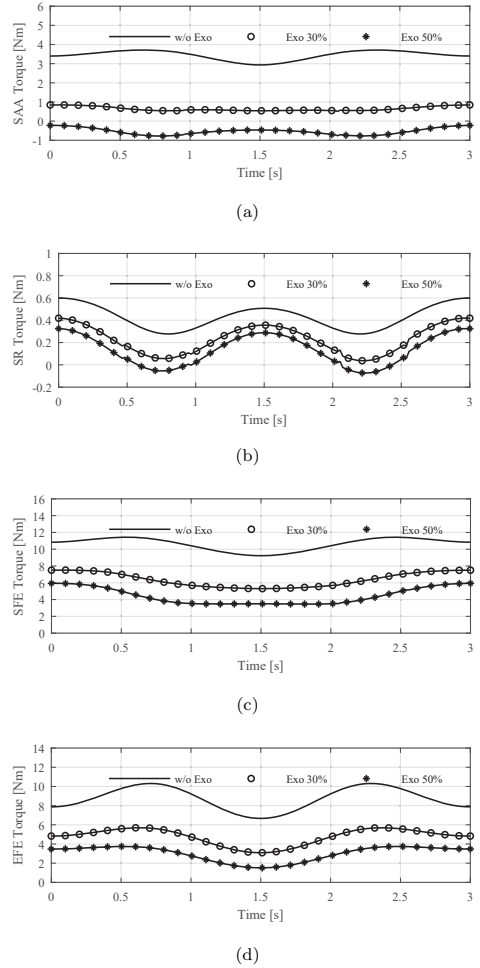 6
5
4
3
2
1
0
-1
SAA Torque [Nm]
w/o Exo Exo 30% Exo 50%
0 0.5 1 1.5 2 2.5 3
Time [s]
(a)
1
0.8
0.6
0.4
0.2
0
-0.2
SR Torque [Nm]
w/o Exo Exo 30% Exo 50%
0 0.5 1 1.5 2 2.5 3
Time [s]
(b)
16
14
12
10
8
6
4
2
0
SFE Torque [Nm]
w/o Exo Exo 30% Exo 50%
0 0.5 1 1.5 2 2.5 3
Time [s]
(c)
14
12
10
8
6
4
2
0
EFE Torque [Nm]
w/o Exo Exo 30% Exo 50%
0 0.5 1 1.5 2 2.5 3
Time [s]
(d)